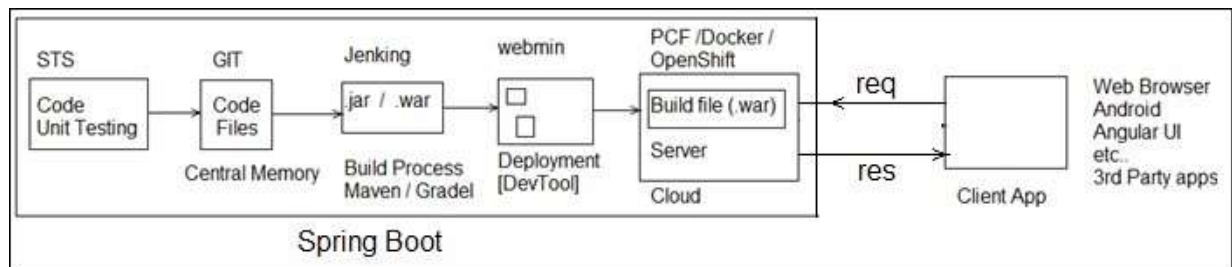 STS
Code
Unit Testing
GIT
Code
Files
Central Memory
Jenking
.jar / .war
Build Process
Maven / Gradel
webmin
Deployment
[DevTool]
PCF /Docker /
OpenShift
Build file (.war)
Server
Cloud
req
res
Client App
Web Browser
Android
Angular UI
etc..
3rd Party apps
Spring Boot